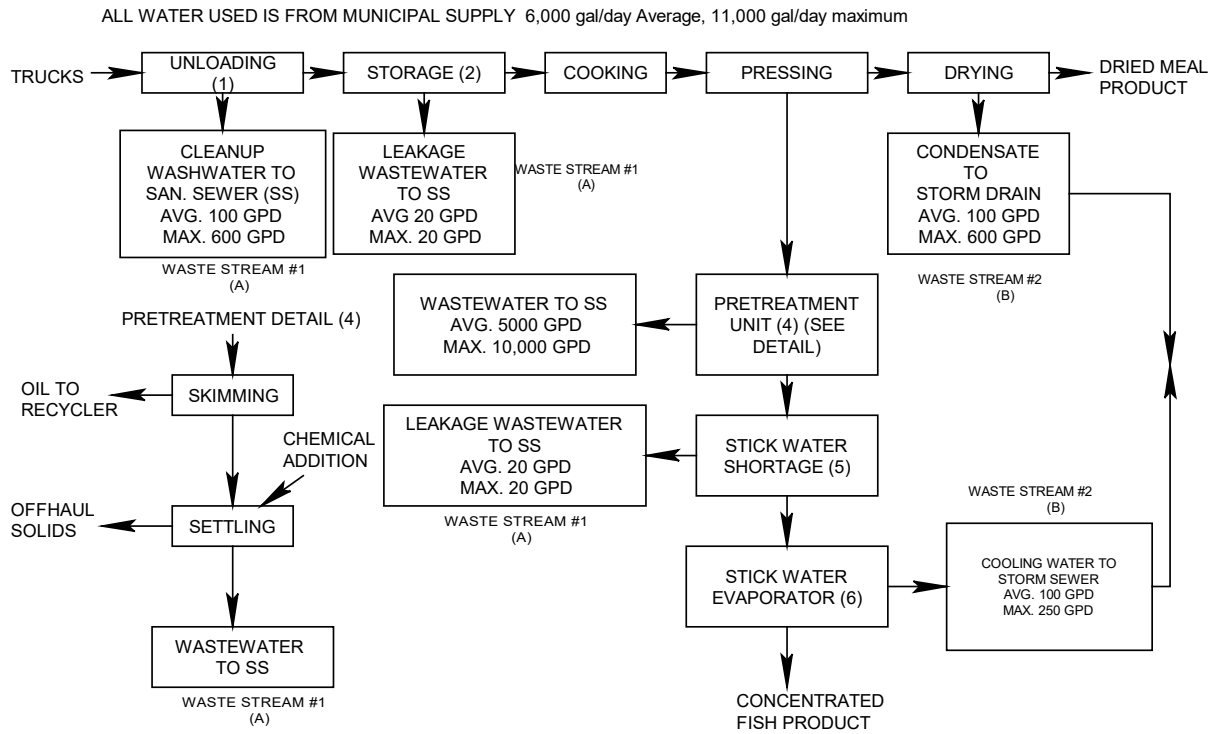 ALL WATER USED IS FROM MUNICIPAL SUPPLY 6,000 gal/day Average, 11,000 gal/day maximum
TRUCKS
UNLOADING
(1)
STORAGE (2)
COOKING
PRESSING
DRYING
DRIED MEAL
PRODUCT
CLEANUP
WASHWATER TO
SAN. SEWER (SS)
AVG. 100 GPD
MAX. 600 GPD
WASTE STREAM #1
(A)
LEAKAGE
WASTEWATER
TO SS
AVG 20 GPD
MAX. 20 GPD
WASTE STREAM #1
(A)
CONDENSATE
TO
STORM DRAIN
AVG. 100 GPD
MAX. 600 GPD
WASTE STREAM #2
(B)
PRETREATMENT DETAIL (4)
WASTEWATER TO SS
AVG. 5000 GPD
MAX. 10,000 GPD
PRETREATMENT
UNIT (4) (SEE
DETAIL)
OIL TO
RECYCLER
SKIMMING
CHEMICAL
ADDITION
LEAKAGE WASTEWATER
TO SS
AVG. 20 GPD
MAX. 20 GPD
WASTE STREAM #1
(A)
STICK WATER
SHORTAGE (5)
OFFHAUL
SOLIDS
SETTLING
WASTE STREAM #2
(B)
STICK WATER
EVAPORATOR (6)
COOLING WATER TO
STORM SEWER
AVG. 100 GPD
MAX. 250 GPD
WASTEWATER
TO SS
WASTE STREAM #1
(A)
CONCENTRATED
FISH PRODUCT